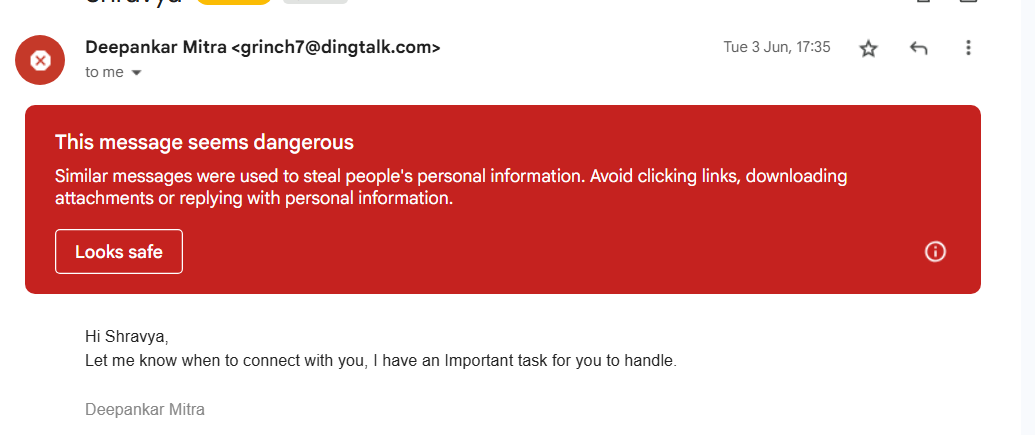 Shravya
Deepankar Mitra <grinch7@dingtalk.com>
Tue 3 Jun, 17:35
to me
This message seems dangerous
Similar messages were used to steal people's personal information. Avoid clicking links, downloading
attachments or replying with personal information.
Looks safe
Hi Shravya,
Let me know when to connect with you, I have an Important task for you to handle.
Deepankar Mitra